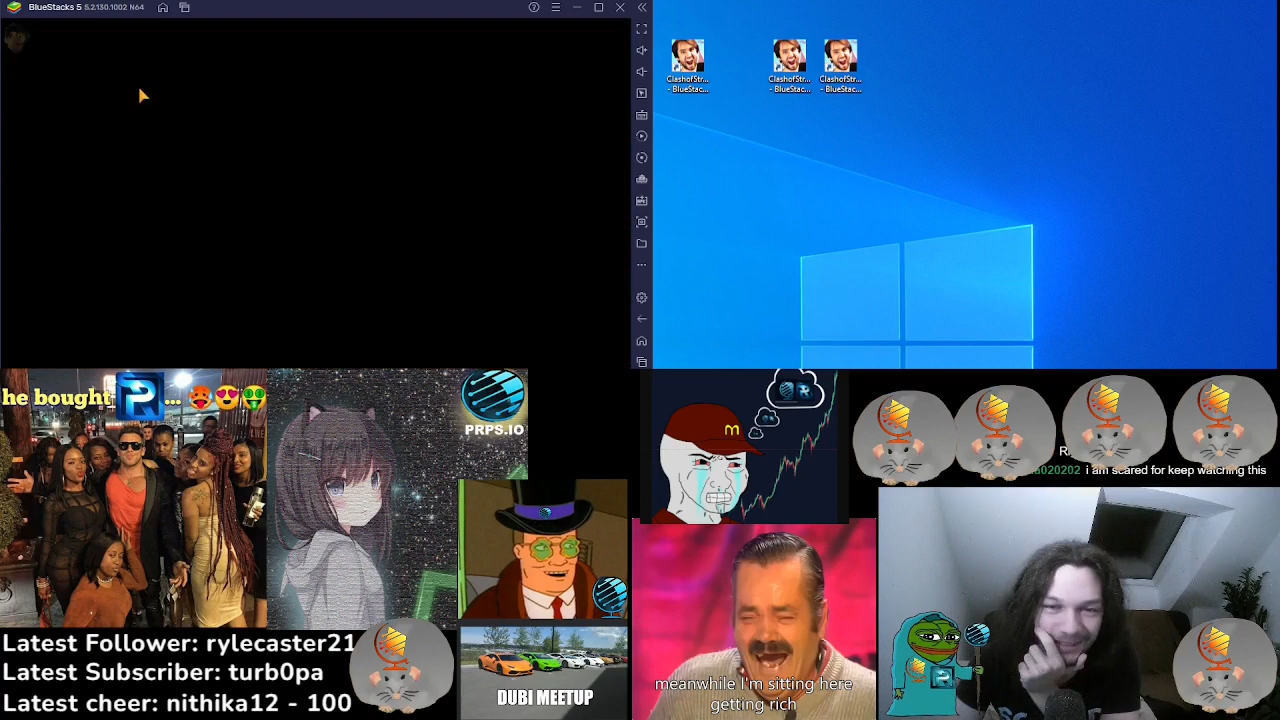 BlueStacks 5 5.2.130.1002 N64
ClashofStr... - BlueStac...
ClashofStr... - BlueStac...
ClashofStr... - BlueStac...
he bought R ...
PRPS.IO
020202 i am scared for keep watching this
Latest Follower: rylecaster21
Latest Subscriber: turb0pa
Latest cheer: nithika12 - 100
DUBI MEETUP
meanwhile I'm sitting here
getting rich